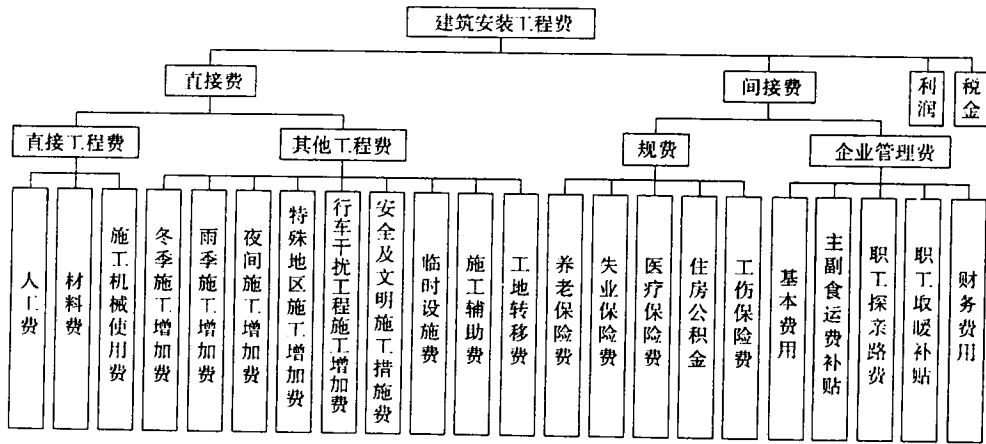 建筑安装工程费
直接费
间接费
利润
税金
直接工程费
其他工程费
规费
企业管理费
人工费
材料费
施工机械使用费
冬季施工增加费
雨季施工增加费
夜间施工增加费
特殊地区施工增加费
行车干扰工程施工增加费
安全及文明施工措施费
临时设施费
施工辅助费
工地转移费
养老保险费
失业保险费
医疗保险费
住房公积金
工伤保险费
基本费用
主副食运费补贴
职工探亲路费
职工取暖补贴
财务费用